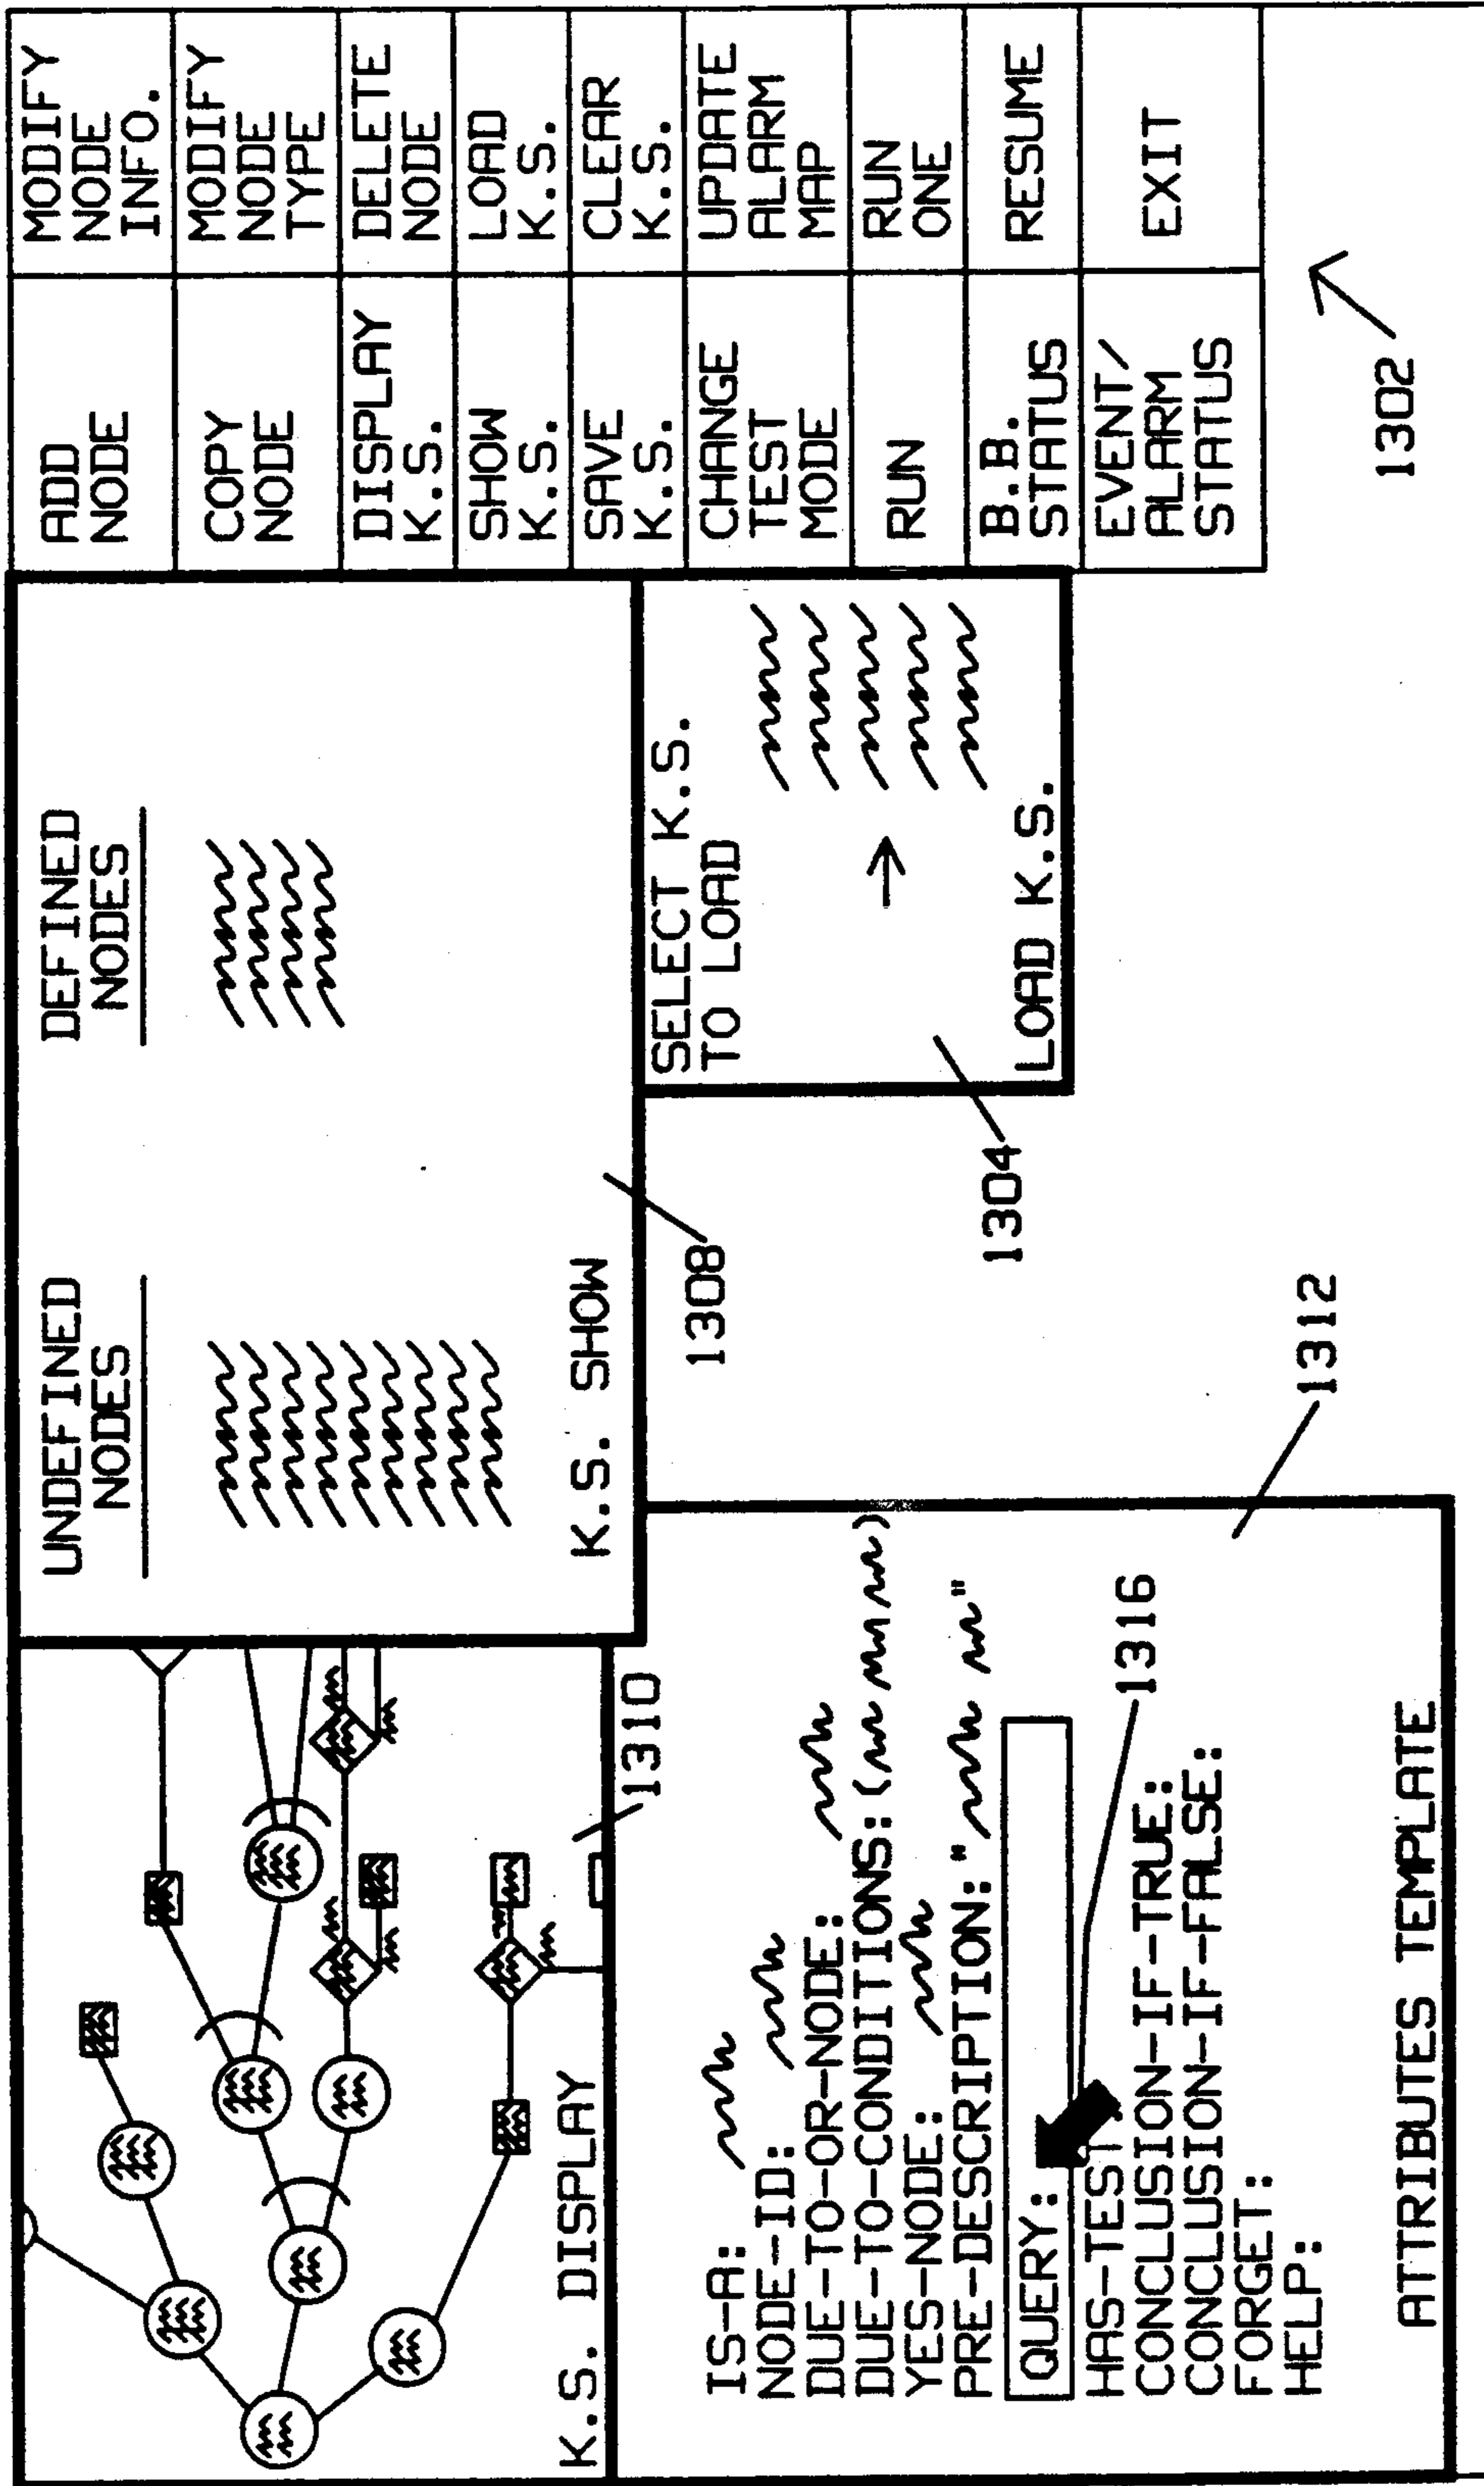 K.S. DISPLAY
1310
UNDEFINED
NODES
DEFINED
NODES
K.S. SHOW
1308
ADD
NODE
MODIFY
NODE
INFO.
COPY
NODE
MODIFY
NODE
TYPE
DISPLAY
K.S.
DELETE
NODE
SHOW
K.S.
LOAD
K.S.
SAVE
K.S.
CLEAR
K.S.
CHANGE
TEST
MODE
UPDATE
ALARM
MAP
RUN
RUN
ONE
B.B.
STATUS
RESUME
EVENT/
ALARM
STATUS
EXIT
1302
SELECT K.S.
TO LOAD
LOAD K.S.
1304
IS-A:
NODE-ID:
DUE-TO-OR-NODE:
DUE-TO-CONDITIONS: ( )
YES-NODE:
PRE-DESCRIPTION: " "
QUERY:
HAS-TEST
CONCLUSION-IF-TRUE:
CONCLUSION-IF-FALSE:
FORGET:
HELP:
ATTRIBUTES TEMPLATE
1316
1312